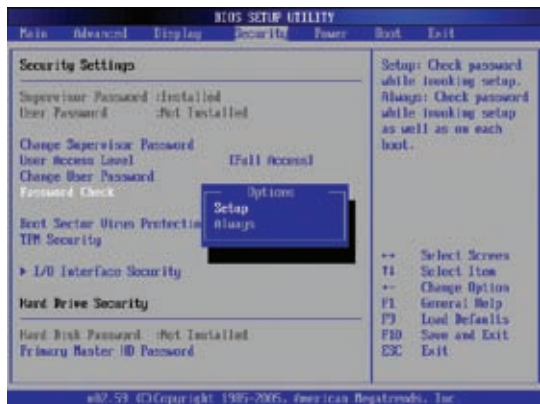 BIOS SETUP UTILITY
Main Advanced Display Security Power Boot Exit
Security Settings
Supervisor Password :Installed
User Password :Not Installed
Change Supervisor Password
User Access Level [Full Access]
Change User Password
Password Check
Boot Sector Virus Protection
TPM Security
I/O Interface Security
Hard Drive Security
Hard Disk Password :Not Installed
Primary Master HD Password
Options
Setup
Always
Setup: Check password
while invoking setup.
Always: Check password
while invoking setup
as well as on each
boot.
Select Screen
Select Item
+- Change Option
F1 General Help
F9 Load Defaults
F10 Save and Exit
ESC Exit
v02.59 (C)Copyright 1985-2005, American Megatrends, Inc